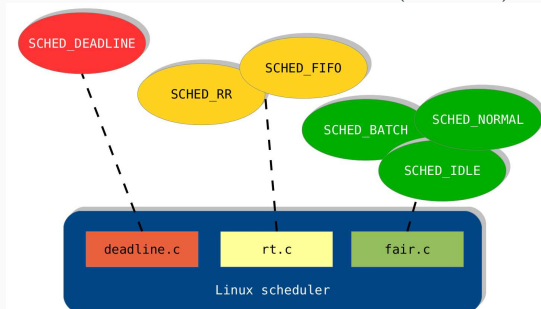 SCHED_DEADLINE
SCHED_FIFO
SCHED_RR
SCHED_NORMAL
SCHED_BATCH
SCHED_IDLE
deadline.c
rt.c
fair.c
Linux scheduler